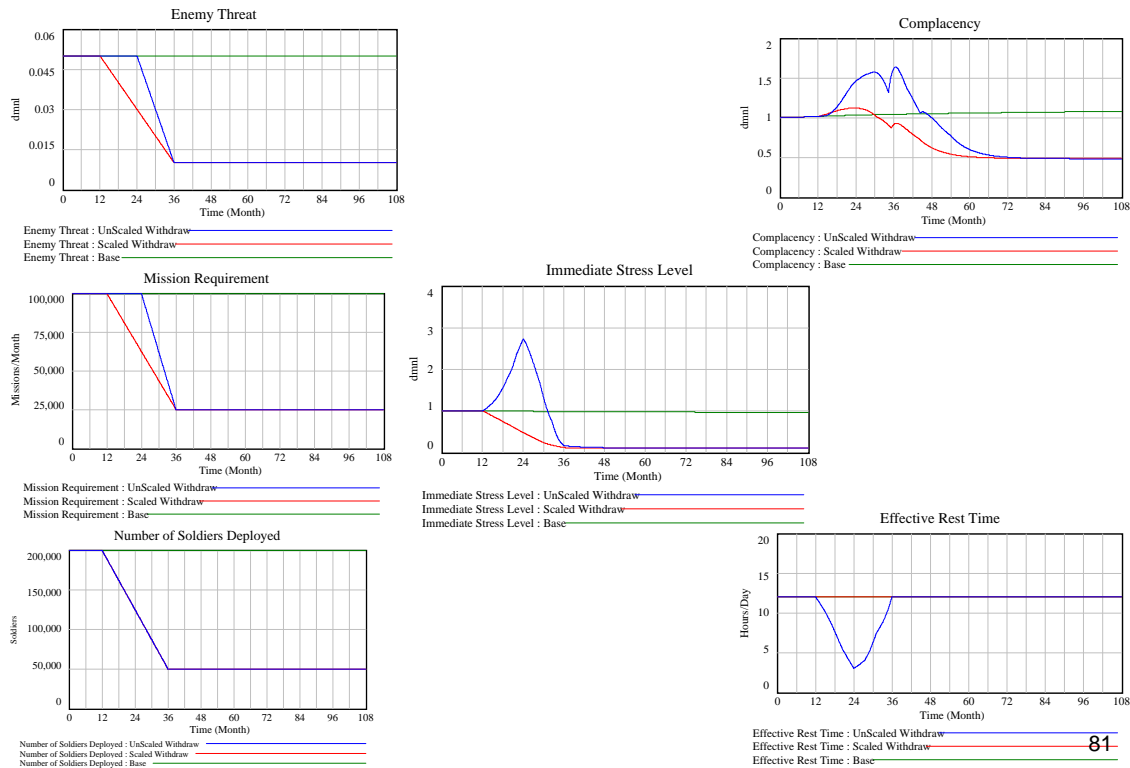 Enemy Threat
0.06
0.045
0.03
0.015
0
dmnl
0 12 24 36 48 60 72 84 96 108
Time (Month)
Enemy Threat : UnScaled Withdraw
Enemy Threat : Scaled Withdraw
Enemy Threat : Base
Complacency
2
1.5
1
0.5
0
dmnl
0 12 24 36 48 60 72 84 96 108
Time (Month)
Complacency : UnScaled Withdraw
Complacency : Scaled Withdraw
Complacency : Base
Mission Requirement
100,000
75,000
50,000
25,000
0
Missions/Month
0 12 24 36 48 60 72 84 96 108
Time (Month)
Mission Requirement : UnScaled Withdraw
Mission Requirement : Scaled Withdraw
Mission Requirement : Base
Immediate Stress Level
4
3
2
1
0
dmnl
0 12 24 36 48 60 72 84 96 108
Time (Month)
Immediate Stress Level : UnScaled Withdraw
Immediate Stress Level : Scaled Withdraw
Immediate Stress Level : Base
Number of Soldiers Deployed
200,000
150,000
100,000
50,000
0
Soldiers
0 12 24 36 48 60 72 84 96 108
Time (Month)
Number of Soldiers Deployed : UnScaled Withdraw
Number of Soldiers Deployed : Scaled Withdraw
Number of Soldiers Deployed : Base
Effective Rest Time
20
15
10
5
0
Hours/Day
0 12 24 36 48 60 72 84 96 108
Time (Month)
Effective Rest Time : UnScaled Withdraw
Effective Rest Time : Scaled Withdraw
Effective Rest Time : Base
81